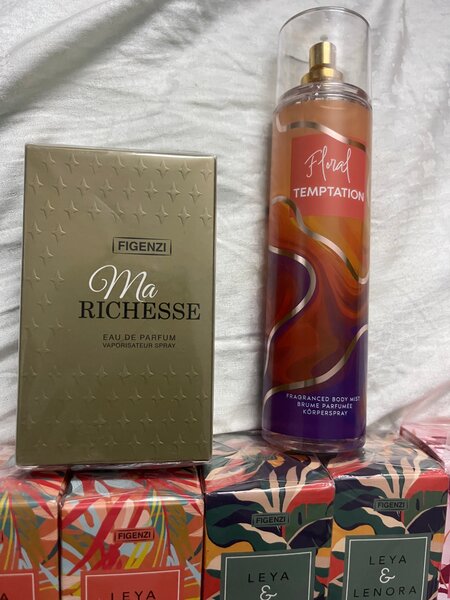 FIGENZI
Ma
RICHESSE
EAU DE PARFUM
VAPORISATEUR SPRAY
Floral
TEMPTATION
FRAGRANCED BODY MIST
BRUME PARFUMÉE
KÖRPERSPRAY
FIGENZI
LEYA
FIGENZI
LEYA
&
FIGENZI
LEYA
&
LENORA